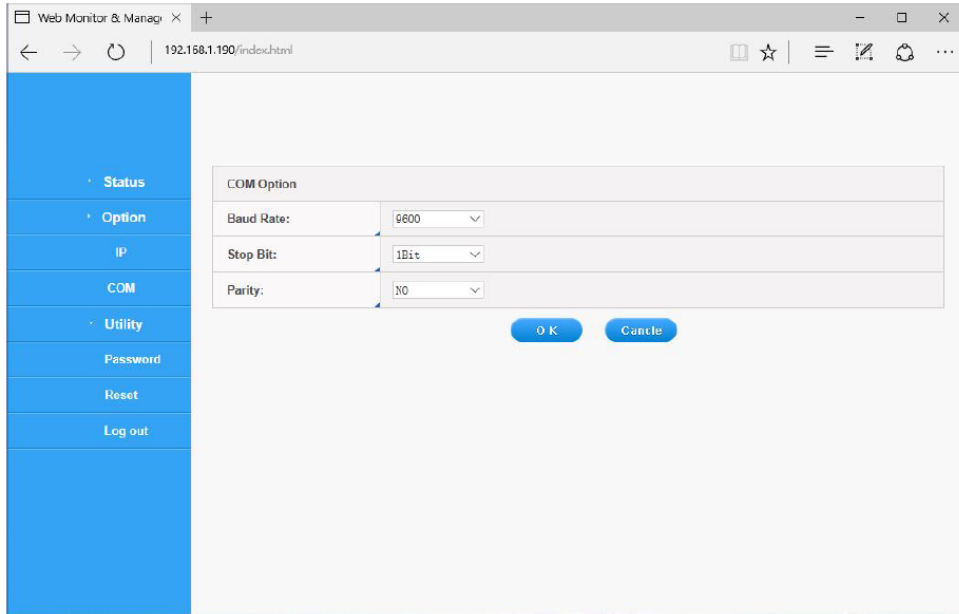 Web Monitor & Manag
192.168.1.190/index.html
Status
Option
IP
COM
Utility
Password
Reset
Log out
COM Option
Baud Rate: 9600
Stop Bit: 1Bit
Parity: NO
O K Cancle